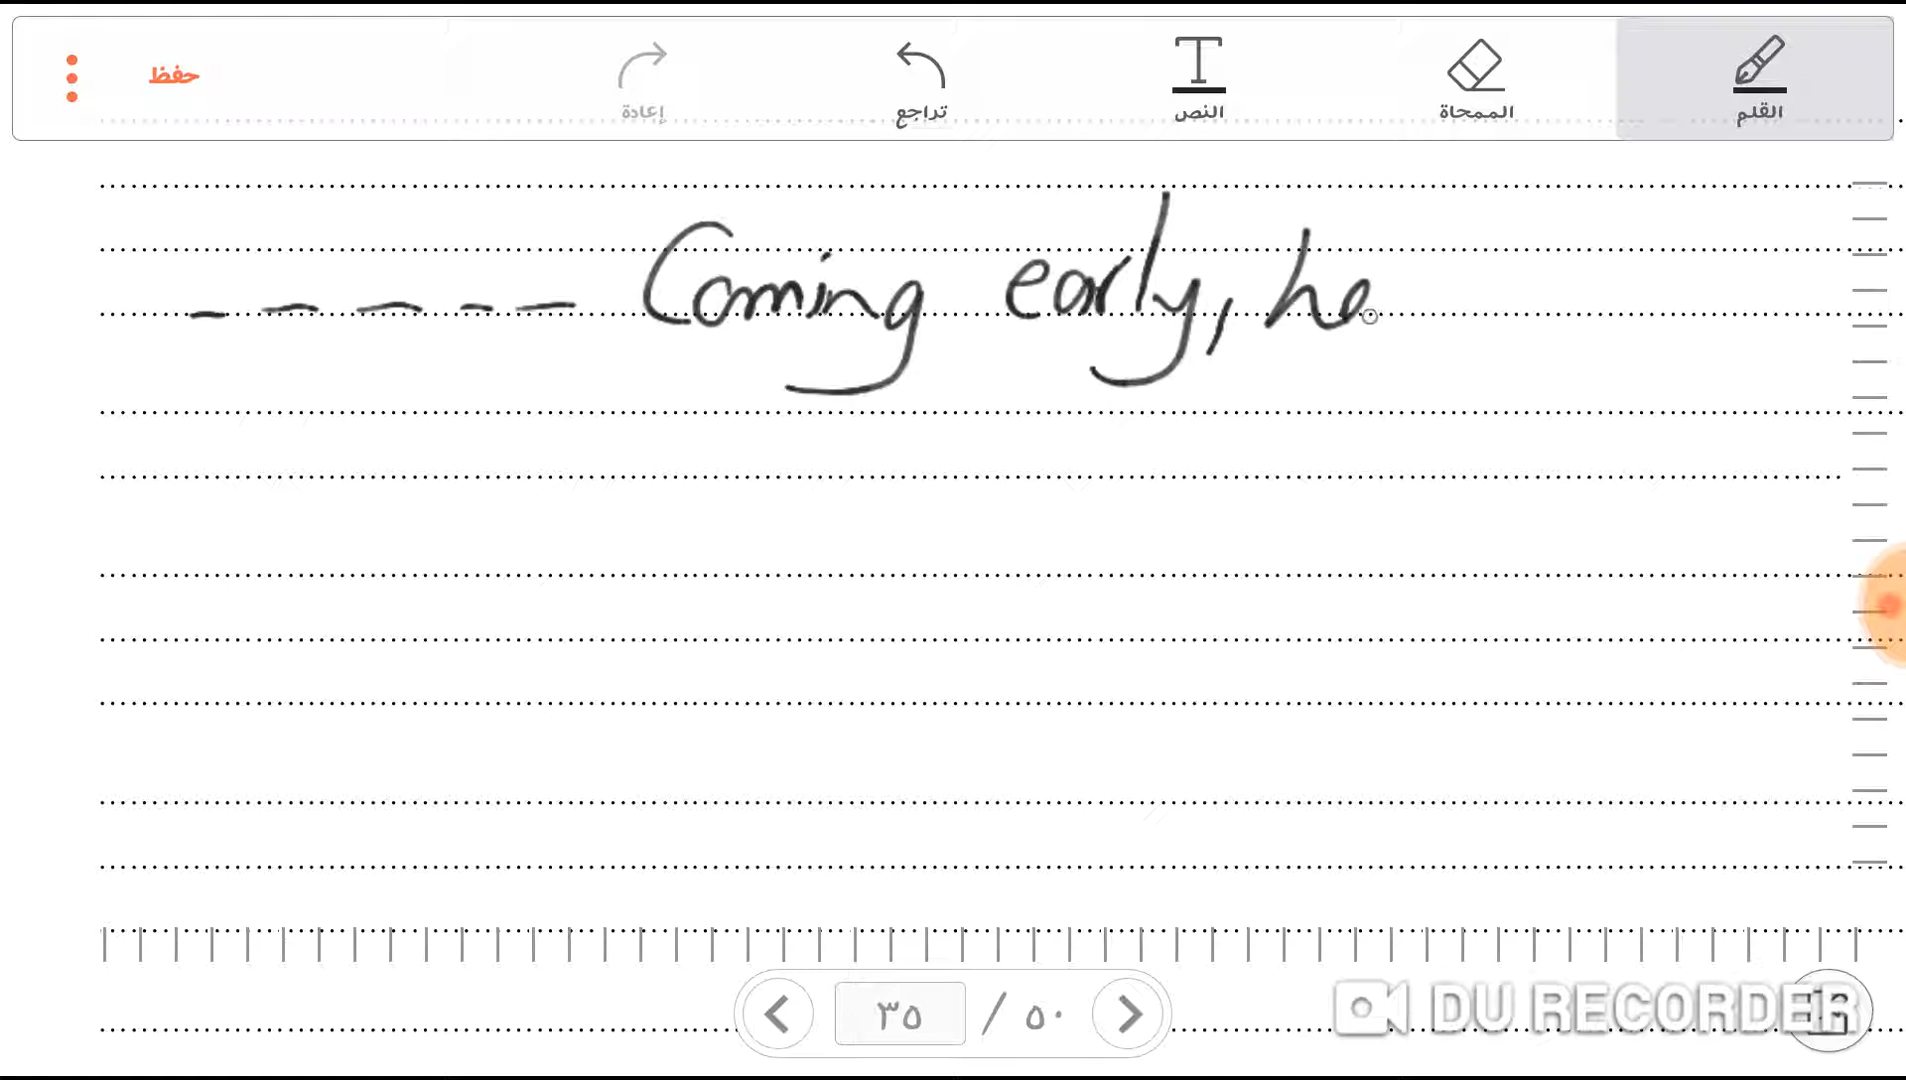 حفظ إعادة تراجع النص الممحاة القلم
_ _ _ _ _ Coming early, he
٣٥ / ٥٠
DU RECORDER